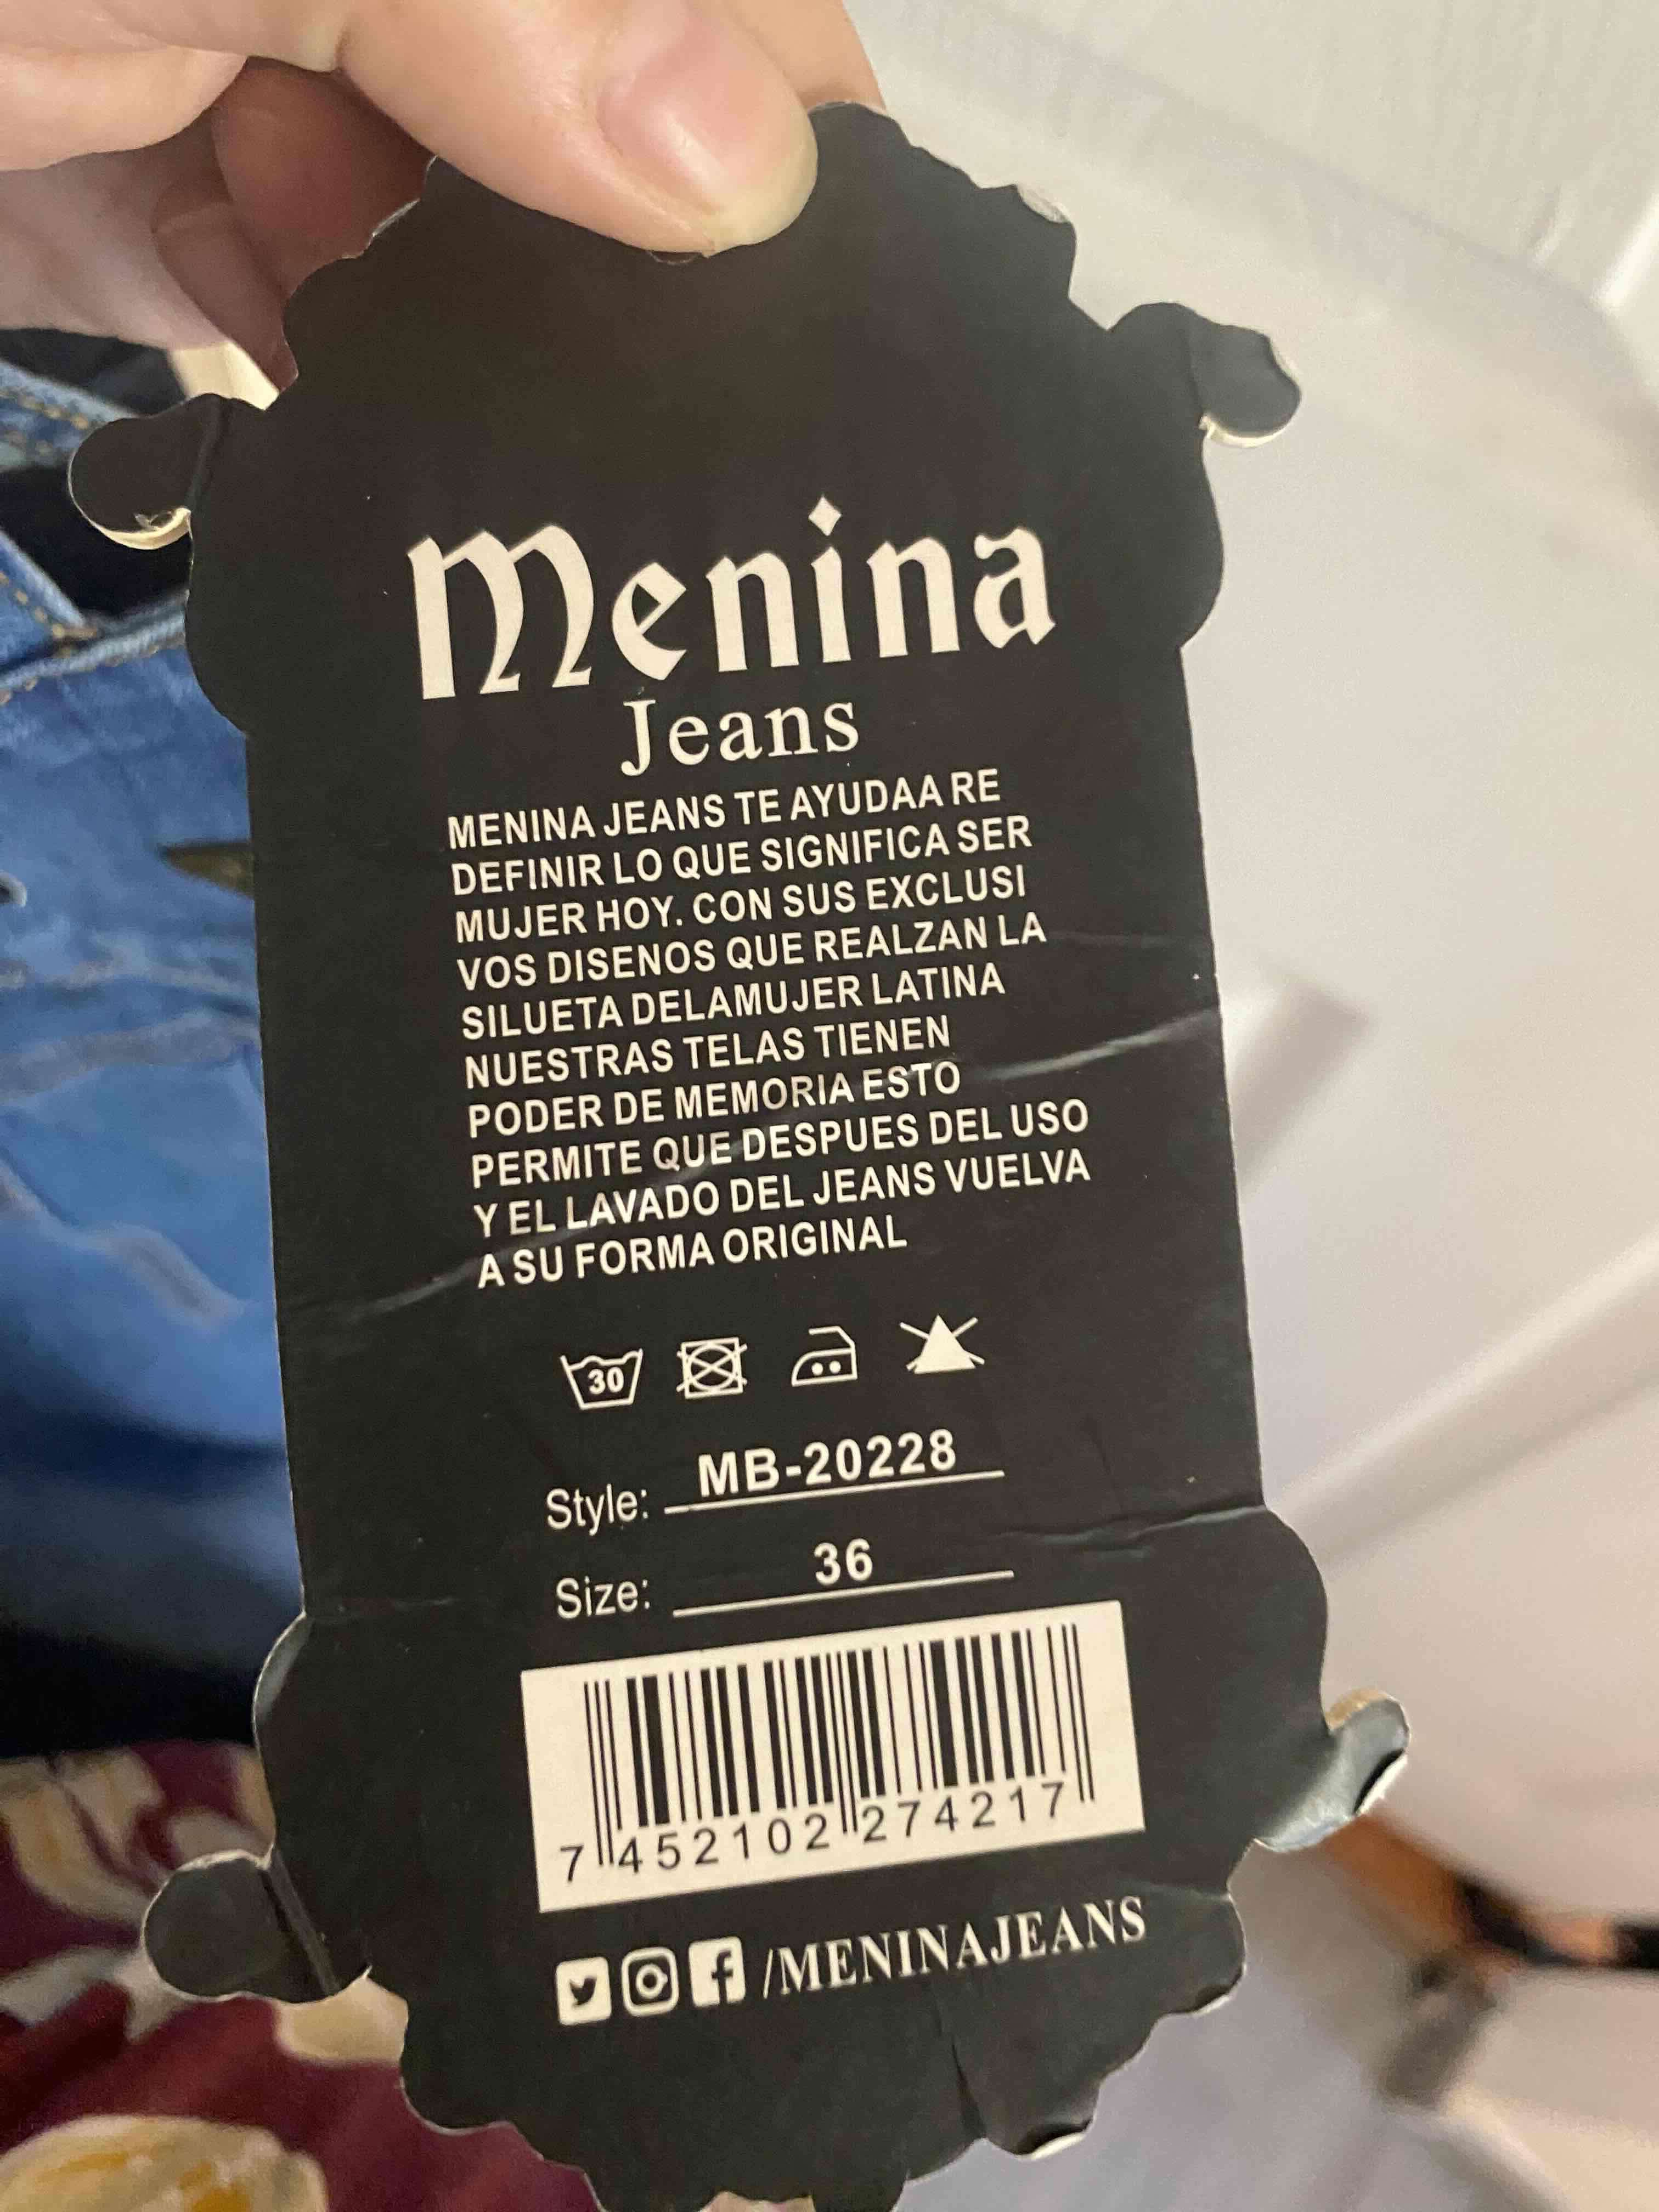 Menina
Jeans
MENINA JEANS TE AYUDAA RE
DEFINIR LO QUE SIGNIFICA SER
MUJER HOY. CON SUS EXCLUSI
VOS DISENOS QUE REALZAN LA
SILUETA DELAMUJER LATINA
NUESTRAS TELAS TIENEN
PODER DE MEMORIA ESTO
PERMITE QUE DESPUES DEL USO
Y EL LAVADO DEL JEANS VUELVA
A SU FORMA ORIGINAL
30
Style: MB-20228
Size: 36
7 452102 274217
/MENINAJEANS